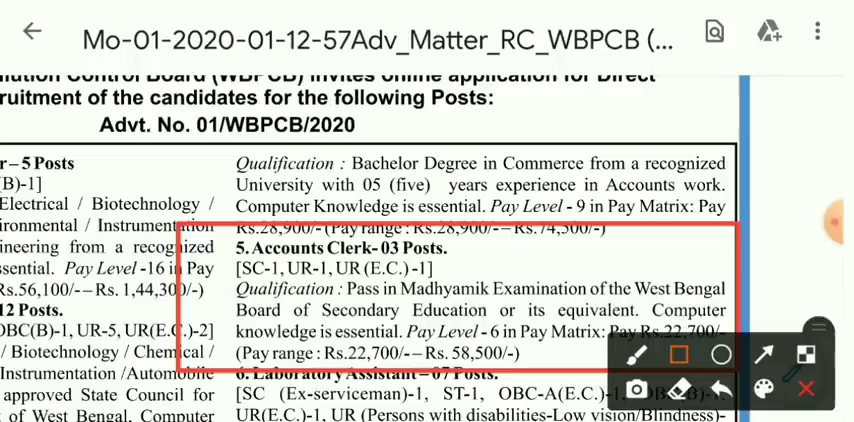 Mo-01-2020-01-12-57Adv_Matter_RC_WBPCB (...
llution Control Board (WBPCB) invites online application for Direct
ruitment of the candidates for the following Posts:
Advt. No. 01/WBPCB/2020
r – 5 Posts
(B)-1]
Electrical / Biotechnology /
ironmental / Instrumentation
ineering from a recognized
ssential. Pay Level -16 in Pay
Rs.56,100/-–Rs. 1,44,300/-)
12 Posts.
OBC(B)-1, UR-5, UR(E.C.)-2]
/ Biotechnology / Chemical /
Instrumentation /Automobile
approved State Council for
of West Bengal, Computer
Qualification : Bachelor Degree in Commerce from a recognized
University with 05 (five) years experience in Accounts work.
Computer Knowledge is essential. Pay Level - 9 in Pay Matrix: Pay
Rs.28,900/- (Pay range : Rs.28,900/-–Rs.74,500/-)
5. Accounts Clerk- 03 Posts.
[SC-1, UR-1, UR (E.C.) -1]
Qualification : Pass in Madhyamik Examination of the West Bengal
Board of Secondary Education or its equivalent. Computer
knowledge is essential. Pay Level - 6 in Pay Matrix: Pay Rs.22,700/-
(Pay range : Rs.22,700/-–Rs. 58,500/-)
6. Laboratory Assistant – 07 Posts.
[SC (Ex-serviceman)-1, ST-1, OBC-A(E.C.)-1,
UR(E.C.)-1, UR (Persons with disabilities-Low vision/Blindness)-